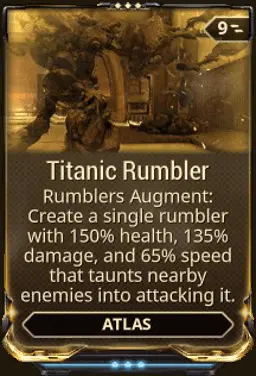 9
Titanic Rumbler
Rumblers Augment:
Create a single rumbler
with 150% health, 135%
damage, and 65% speed
that taunts nearby
enemies into attacking it.
ATLAS